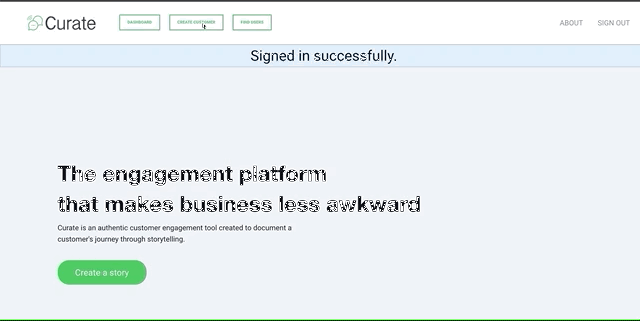 Curate
DASHBOARD
CREATE CUSTOMER
FIND USERS
ABOUT
SIGN OUT
Signed in successfully.
The engagement platform
that makes business less awkward
Curate is an authentic customer engagement tool created to document a
customer's journey through storytelling.
Create a story